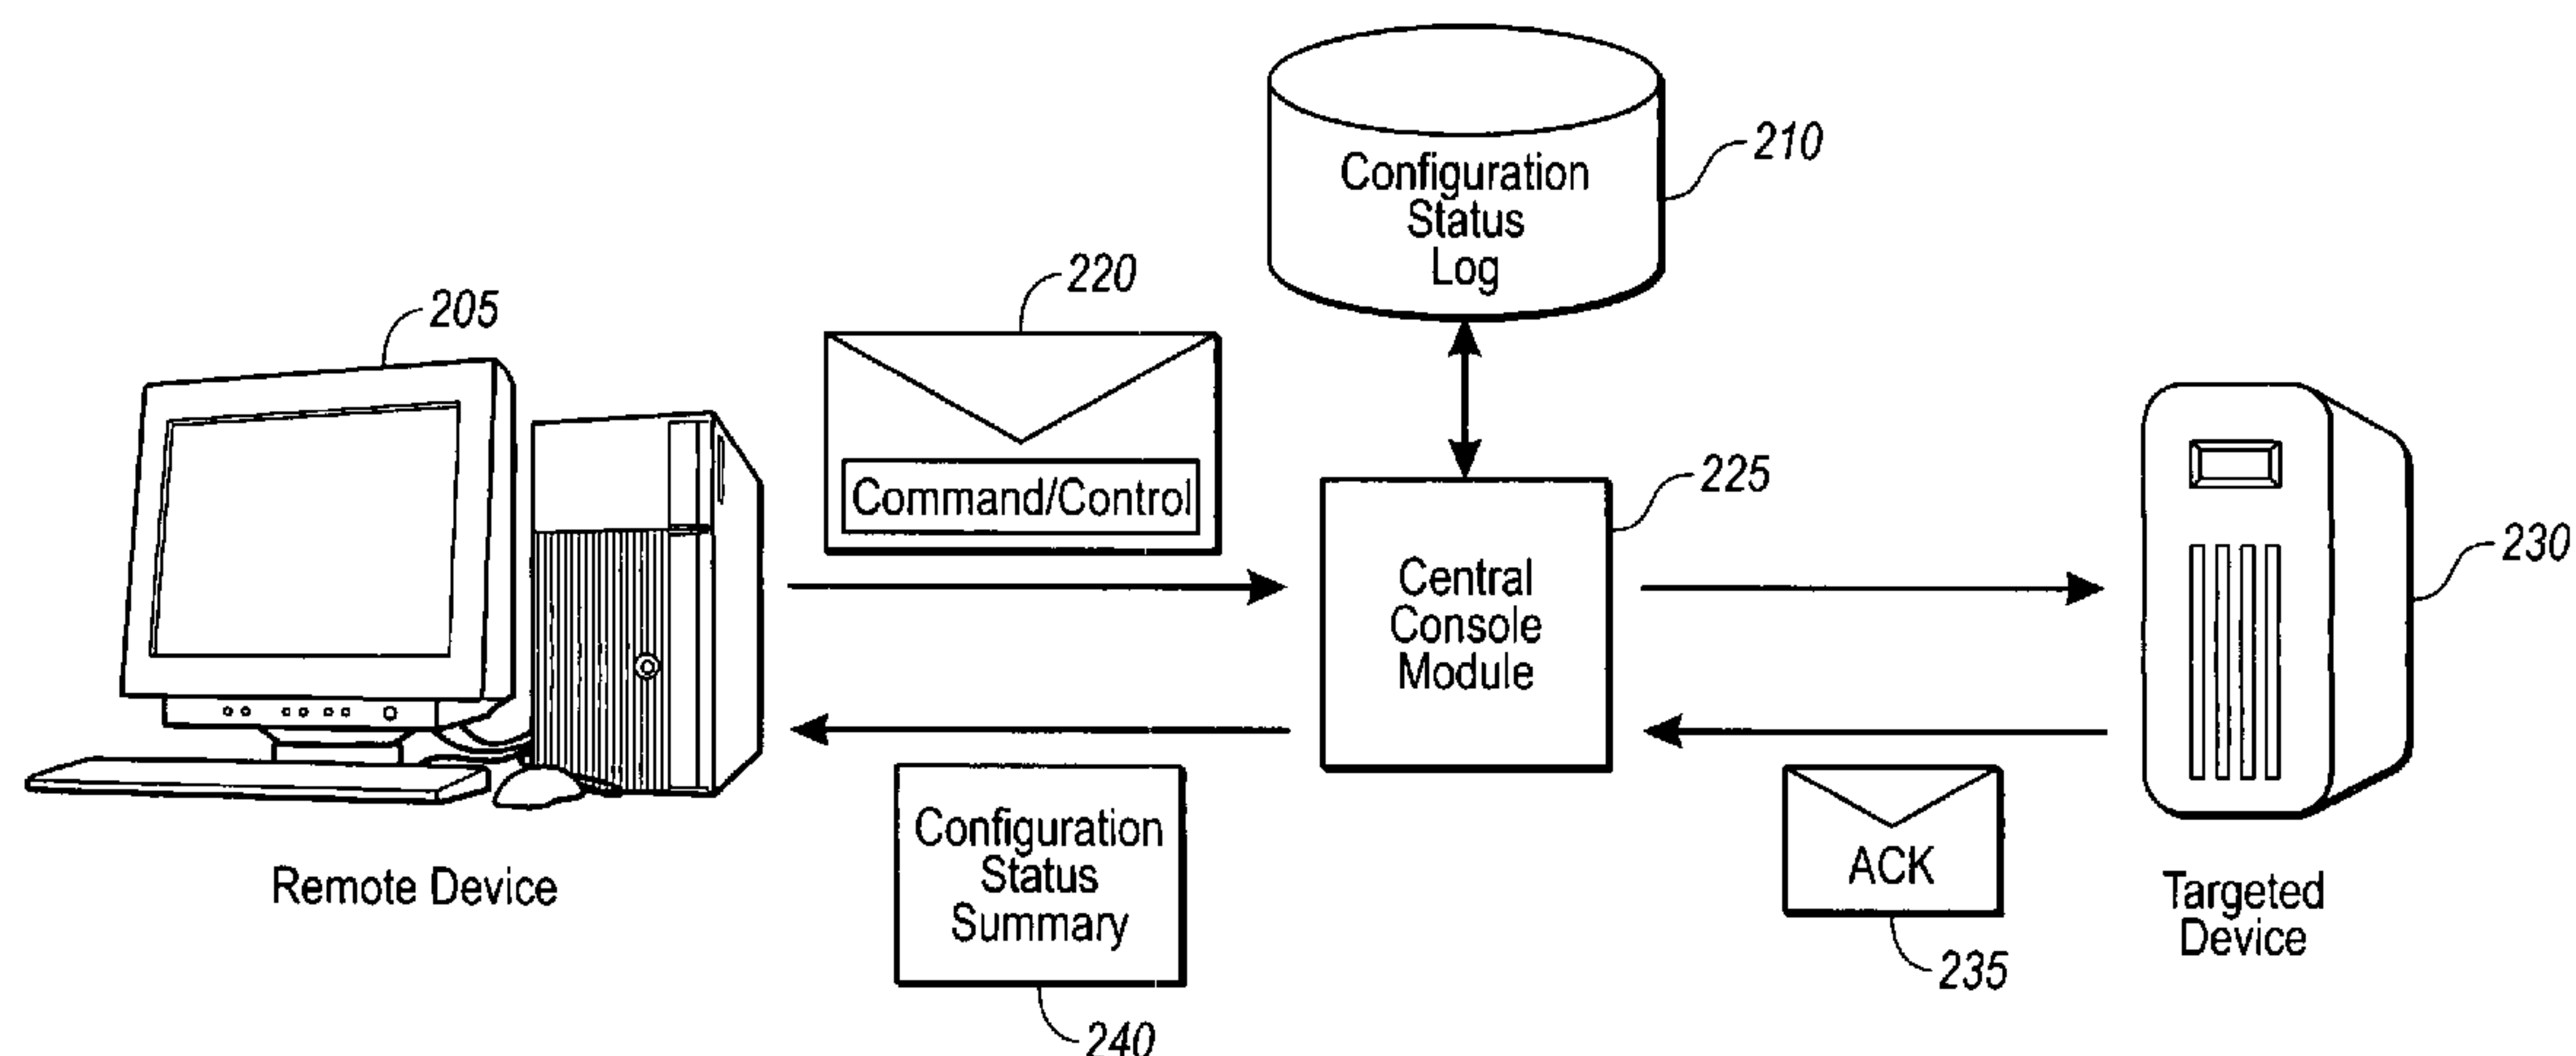 210
Configuration
Status
Log
220
205
Command/Control
225
230
Central
Console
Module
Configuration
Status
Summary
ACK
Remote Device
Targeted
Device
235
240